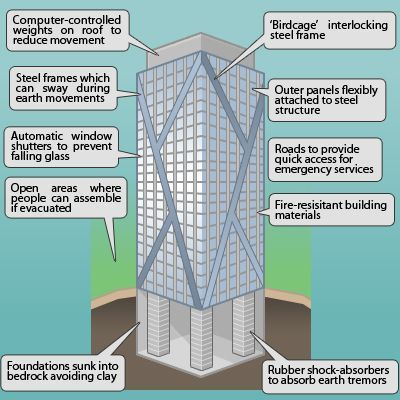 Computer-controlled
weights on roof to
reduce movement
'Birdcage' interlocking
steel frame
Steel frames which
can sway during
earth movements
Outer panels flexibly
attached to steel
structure
Automatic window
shutters to prevent
falling glass
Roads to provide
quick access for
emergency services
Open areas where
people can assemble
if evacuated
Fire-resisitant building
materials
Foundations sunk into
bedrock avoiding clay
Rubber shock-absorbers
to absorb earth tremors